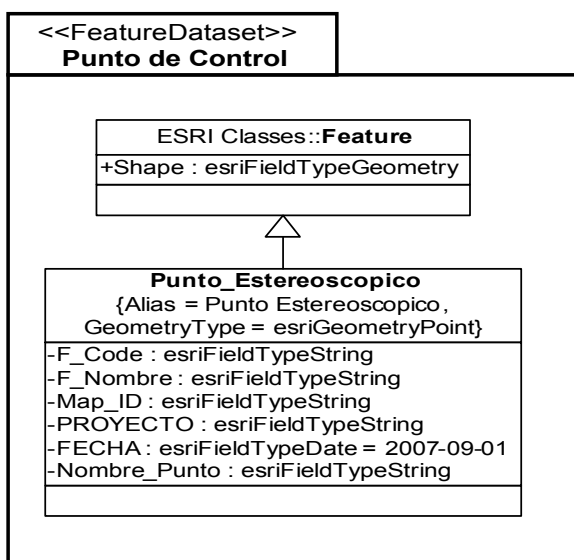 <<FeatureDataset>>
Punto de Control
ESRI Classes::Feature
+Shape : esriFieldTypeGeometry
Punto_Estereoscopico
{Alias = Punto Estereoscopico,
GeometryType = esriGeometryPoint}
-F_Code : esriFieldTypeString
-F_Nombre : esriFieldTypeString
-Map_ID : esriFieldTypeString
-PROYECTO : esriFieldTypeString
-FECHA : esriFieldTypeDate = 2007-09-01
-Nombre_Punto : esriFieldTypeString